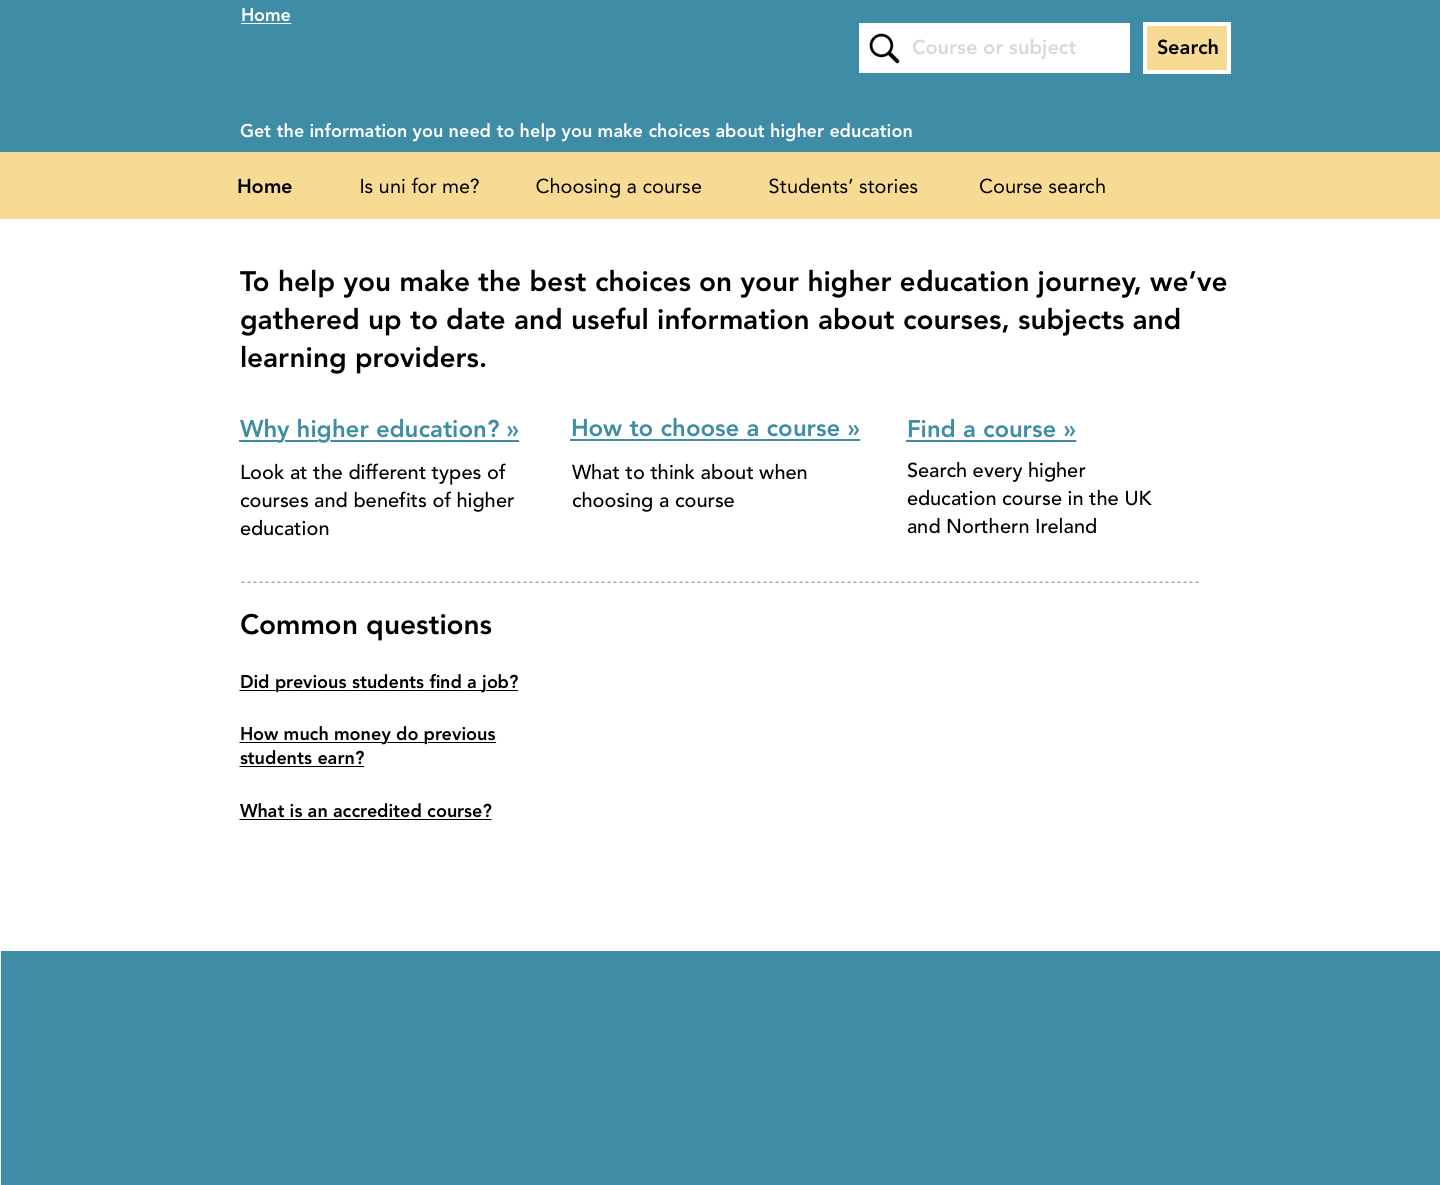 Home
Course or subject
Search
Get the information you need to help you make choices about higher education
Home
Is uni for me?
Choosing a course
Students’ stories
Course search
To help you make the best choices on your higher education journey, we’ve
gathered up to date and useful information about courses, subjects and
learning providers.
Why higher education? »
Look at the different types of
courses and benefits of higher
education
How to choose a course »
What to think about when
choosing a course
Find a course »
Search every higher
education course in the UK
and Northern Ireland
Common questions
Did previous students find a job?
How much money do previous
students earn?
What is an accredited course?